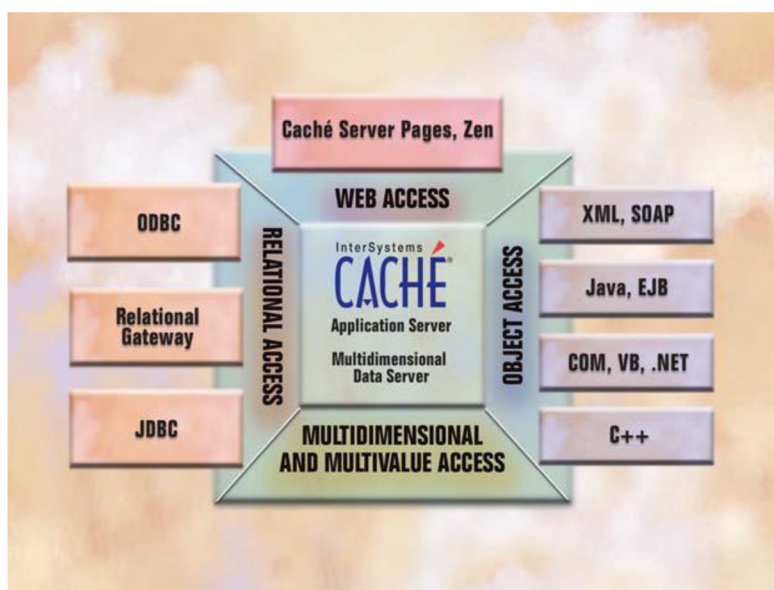 Caché Server Pages, Zen
WEB ACCESS
ODBC
Relational
Gateway
JDBC
RELATIONAL ACCESS
InterSystems
CACHÉ®
Application Server
Multidimensional
Data Server
OBJECT ACCESS
XML, SOAP
Java, EJB
COM, VB, .NET
C++
MULTIDIMENSIONAL
AND MULTIVALUE ACCESS